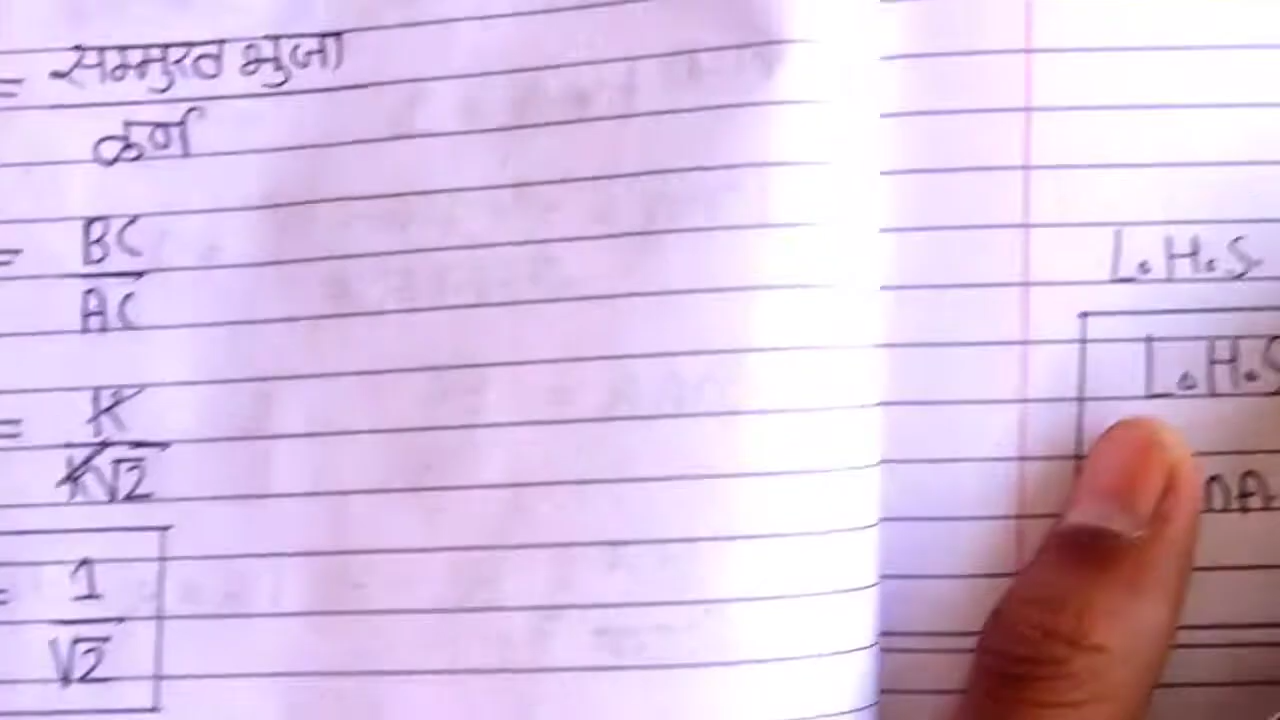 = सम्मुख भुजा
कर्ण
= BC
AC
= K
K√2
= 1
√2
L.H.S
L.H.S